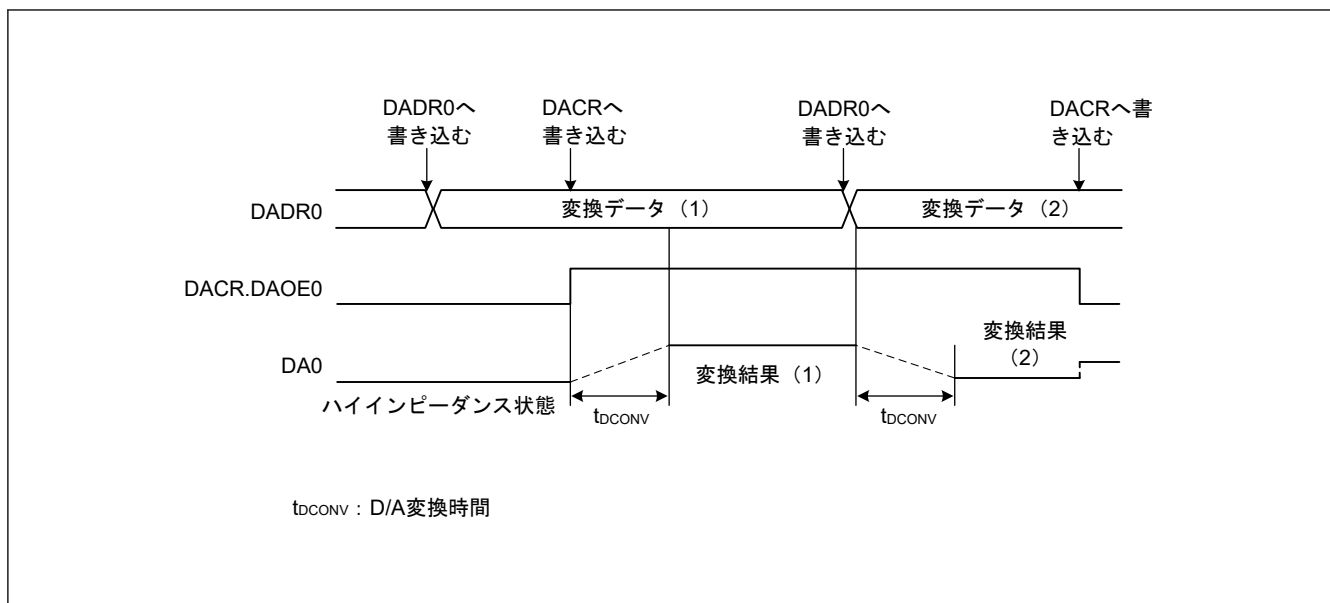 DADR0へ
書き込む
DACRへ
書き込む
DADR0へ
書き込む
DACRへ書
き込む
DADR0
変換データ（1）
変換データ（2）
DACR.DAOE0
DA0
ハイインピーダンス状態
変換結果（1）
変換結果
（2）
tDCONV
tDCONV
tDCONV：D/A変換時間